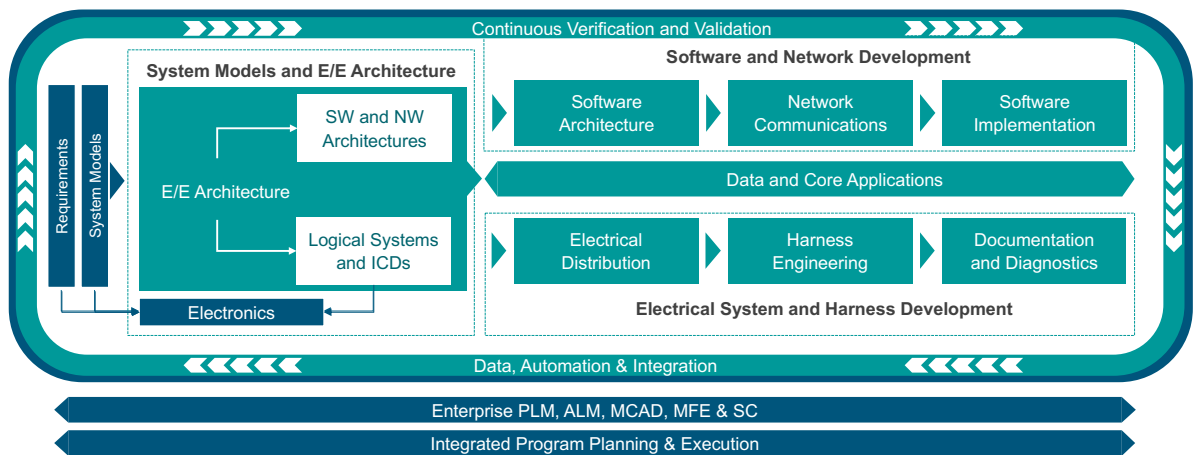 Continuous Verification and Validation
System Models and E/E Architecture
Requirements
System Models
E/E Architecture
SW and NW
Architectures
Logical Systems
and ICDs
Electronics
Software and Network Development
Software
Architecture
Network
Communications
Software
Implementation
Data and Core Applications
Electrical
Distribution
Harness
Engineering
Documentation
and Diagnostics
Electrical System and Harness Development
Data, Automation & Integration
Enterprise PLM, ALM, MCAD, MFE & SC
Integrated Program Planning & Execution